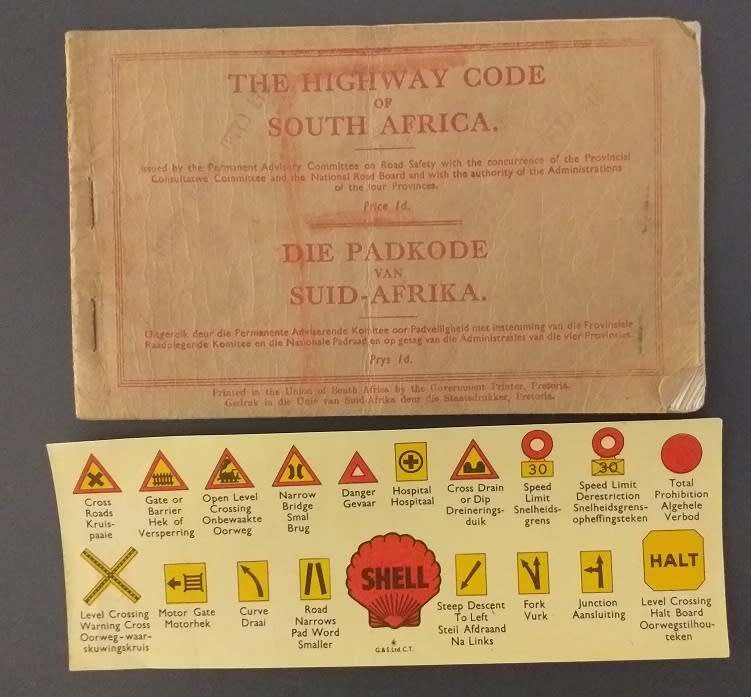 THE HIGHWAY CODE
OF
SOUTH AFRICA.
Issued by the Permanent Advisory Committee on Road Safety with the concurrence of the Provincial
Consultative Committee and the National Road Board and with the authority of the Administrations
of the four Provinces.
Price 1d.
DIE PADKODE
VAN
SUID-AFRIKA.
Uitgereik deur die Permanente Adviserende Komitee oor Padveiligheid met instemming van die Provinsiale
Raadplegende Komitee en die Nasionale Padraad en op gesag van die Administrasies van die vier Provinsies.
Prys 1d.
Printed in the Union of South Africa by the Government Printer, Pretoria.
Gedruk in die Unie van Suid-Afrika deur die Staatsdrukker, Pretoria.
30
30
Cross
Roads
Kruis-
paaie
Gate or
Barrier
Hek of
Versperring
Open Level
Crossing
Onbewaakte
Oorweg
Narrow
Bridge
Smal
Brug
Danger
Gevaar
Hospital
Hospitaal
Cross Drain
or Dip
Dreinerings-
duik
Speed
Limit
Snelheids-
grens
Speed Limit
Derestriction
Snelheidsgrens-
opheffingsteken
Total
Prohibition
Algehele
Verbod
Level Crossing
Warning Cross
Oorweg-waar-
skuwingskruis
Motor Gate
Motorhek
Curve
Draai
Road
Narrows
Pad Word
Smaller
SHELL
G.&S.Ltd.C.T.
Steep Descent
To Left
Steil Afdraand
Na Links
Fork
Vurk
Junction
Aansluiting
HALT
Level Crossing
Halt Board
Oorwegstilhou-
teken